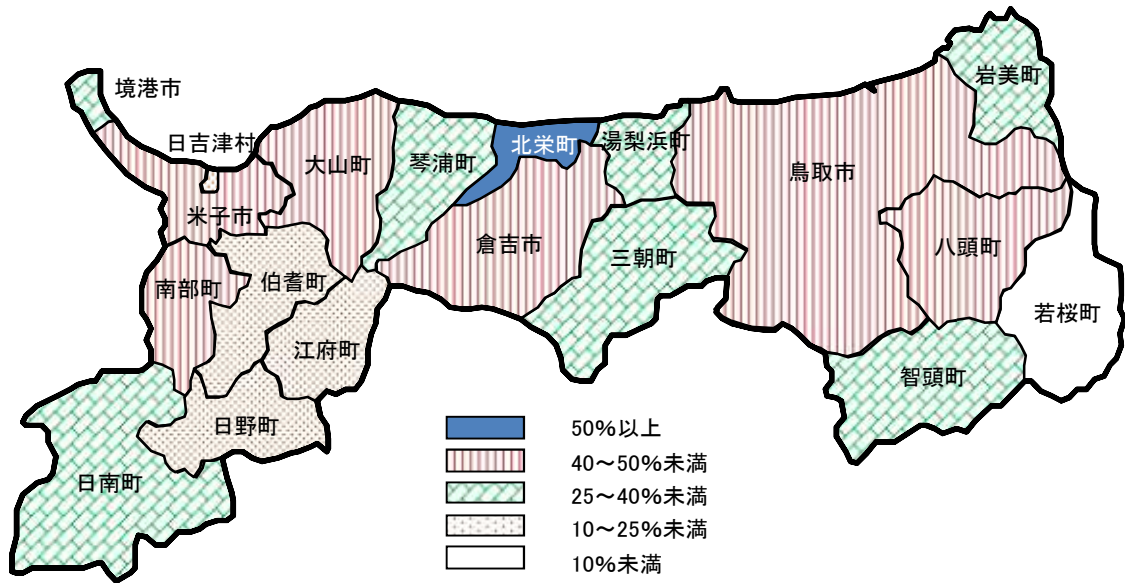 境港市
日吉津村
米子市
大山町
琴浦町
北栄町
湯梨浜町
鳥取市
岩美町
南部町
伯耆町
江府町
倉吉市
三朝町
八頭町
若桜町
智頭町
日野町
日南町
50%以上
40～50%未満
25～40%未満
10～25%未満
10%未満